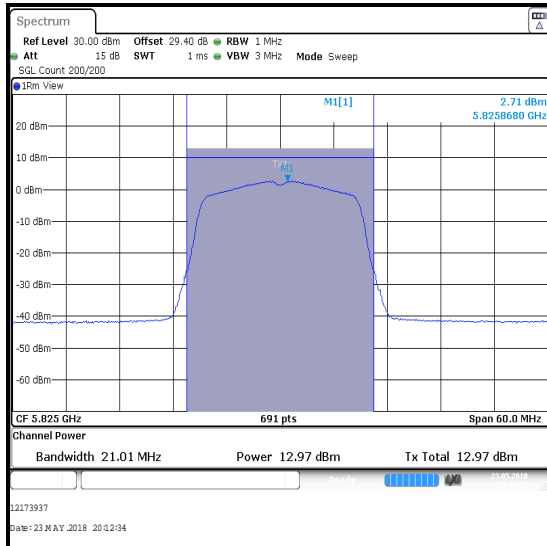 Spectrum
Ref Level 30.00 dBm Offset 29.40 dB RBW 1 MHz
Att 15 dB SWT 1 ms VBW 3 MHz Mode Sweep
SGL Count 200/200
1Rm View
M1[1] 2.71 dBm
5.8258680 GHz
20 dBm
10 dBm
M1
0 dBm
-10 dBm
-20 dBm
-30 dBm
-40 dBm
-50 dBm
-60 dBm
CF 5.825 GHz 691 pts Span 60.0 MHz
Channel Power
Bandwidth 21.01 MHz Power 12.97 dBm Tx Total 12.97 dBm
Ready 23.05.2018
12173937
Date: 23.MAY.2018 20:12:34